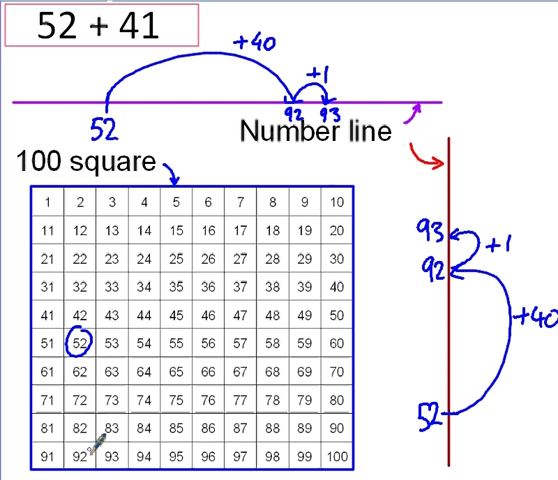 52 + 41
+40
+1
52
92
93
Number line
100 square
1 2 3 4 5 6 7 8 9 10
11 12 13 14 15 16 17 18 19 20
21 22 23 24 25 26 27 28 29 30
31 32 33 34 35 36 37 38 39 40
41 42 43 44 45 46 47 48 49 50
51 52 53 54 55 56 57 58 59 60
61 62 63 64 65 66 67 68 69 70
71 72 73 74 75 76 77 78 79 80
81 82 83 84 85 86 87 88 89 90
91 92 93 94 95 96 97 98 99 100
93
+1
92
+40
52